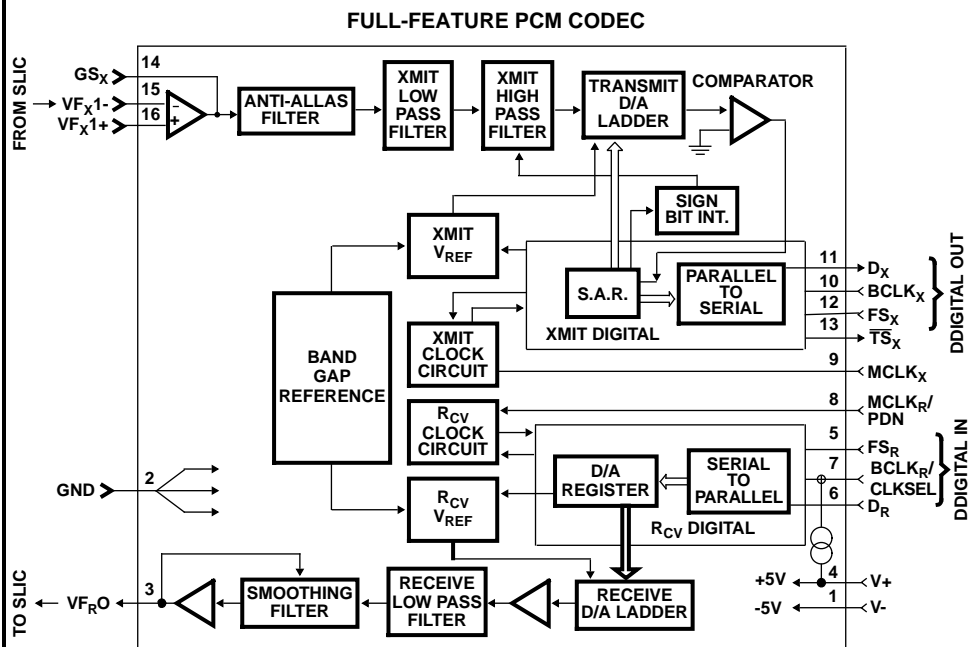 FULL-FEATURE PCM CODEC
FROM SLIC
GSX
14
VFX1-
15
VFX1+
16
−
+
ANTI-ALLAS
FILTER
XMIT
LOW
PASS
FILTER
XMIT
HIGH
PASS
FILTER
TRANSMIT
D/A
LADDER
COMPARATOR
SIGN
BIT INT.
XMIT
VREF
S.A.R.
PARALLEL
TO
SERIAL
XMIT DIGITAL
11
DX
10
BCLKX
12
FSX
13
TSX
DDIGITAL OUT
BAND
GAP
REFERENCE
XMIT
CLOCK
CIRCUIT
9
MCLKX
RCV
CLOCK
CIRCUIT
8
MCLKR/
PDN
5
FSR
7
BCLKR/
CLKSEL
6
DR
DDIGITAL IN
D/A
REGISTER
SERIAL
TO
PARALLEL
RCV DIGITAL
GND
2
RCV
VREF
TO SLIC
VFRO
3
SMOOTHING
FILTER
RECEIVE
LOW PASS
FILTER
RECEIVE
D/A LADDER
+5V
4
V+
-5V
1
V-